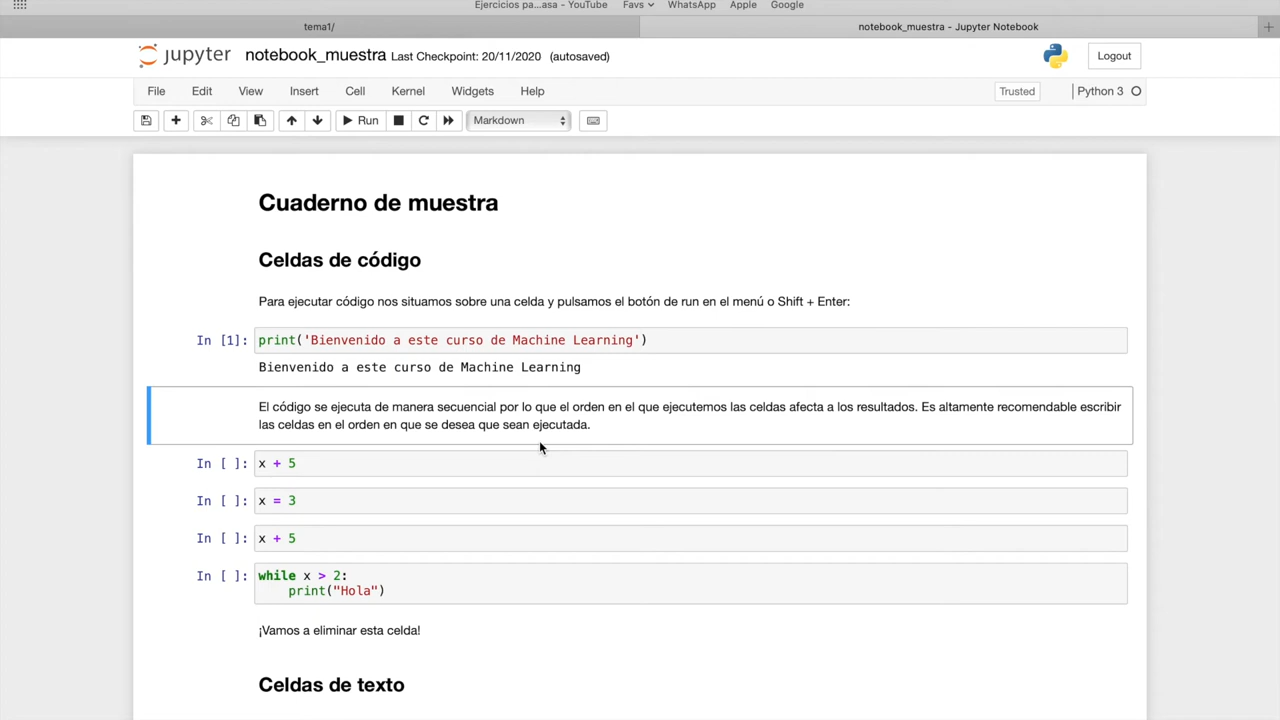 Ejercicios pa...asa - YouTube Favs WhatsApp Apple Google
tema1/ notebook_muestra - Jupyter Notebook +
jupyter notebook_muestra Last Checkpoint: 20/11/2020 (autosaved) Logout
File Edit View Insert Cell Kernel Widgets Help Trusted Python 3
Run Markdown
Cuaderno de muestra
Celdas de código
Para ejecutar código nos situamos sobre una celda y pulsamos el botón de run en el menú o Shift + Enter:
In [1]: print('Bienvenido a este curso de Machine Learning')
Bienvenido a este curso de Machine Learning
El código se ejecuta de manera secuencial por lo que el orden en el que ejecutemos las celdas afecta a los resultados. Es altamente recomendable escribir
las celdas en el orden en que se desea que sean ejecutada.
In [ ]: x + 5
In [ ]: x = 3
In [ ]: x + 5
In [ ]: while x > 2:
print("Hola")
¡Vamos a eliminar esta celda!
Celdas de texto